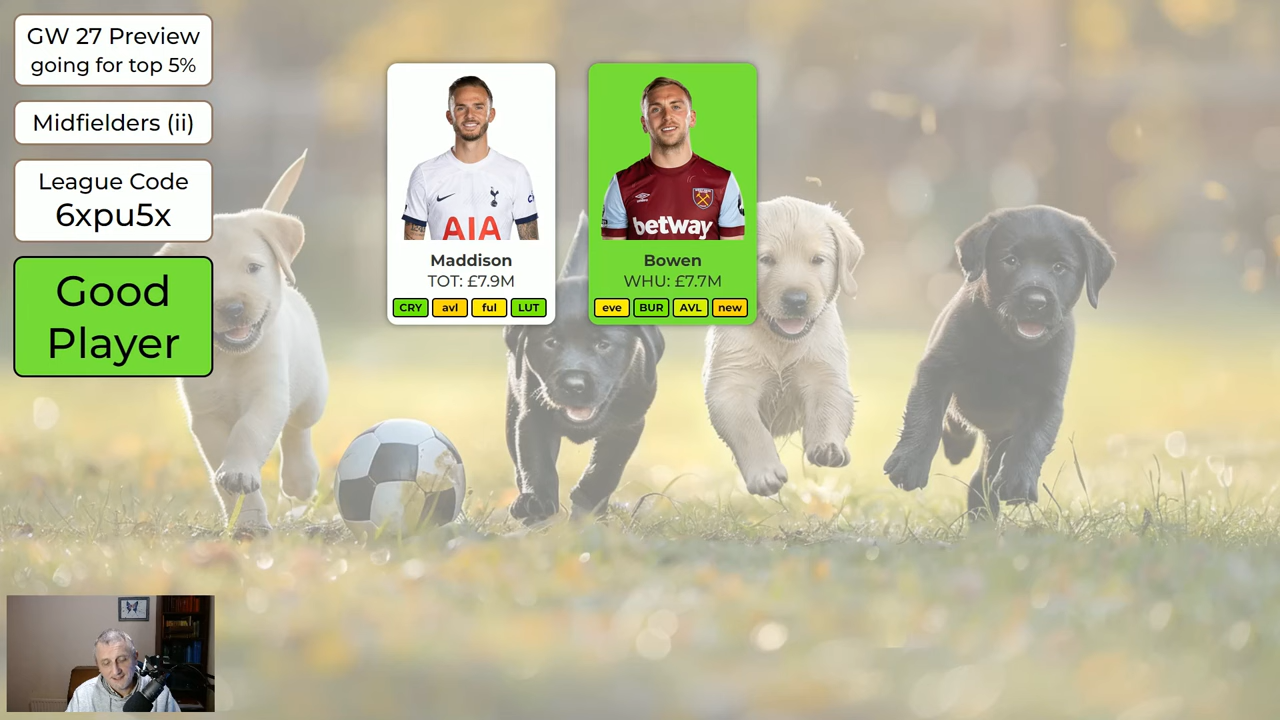 GW 27 Preview
going for top 5%
Midfielders (ii)
League Code
6xpu5x
Good
Player
AIA
Maddison
TOT: £7.9M
CRY avl ful LUT
betway
Bowen
WHU: £7.7M
eve BUR AVL new